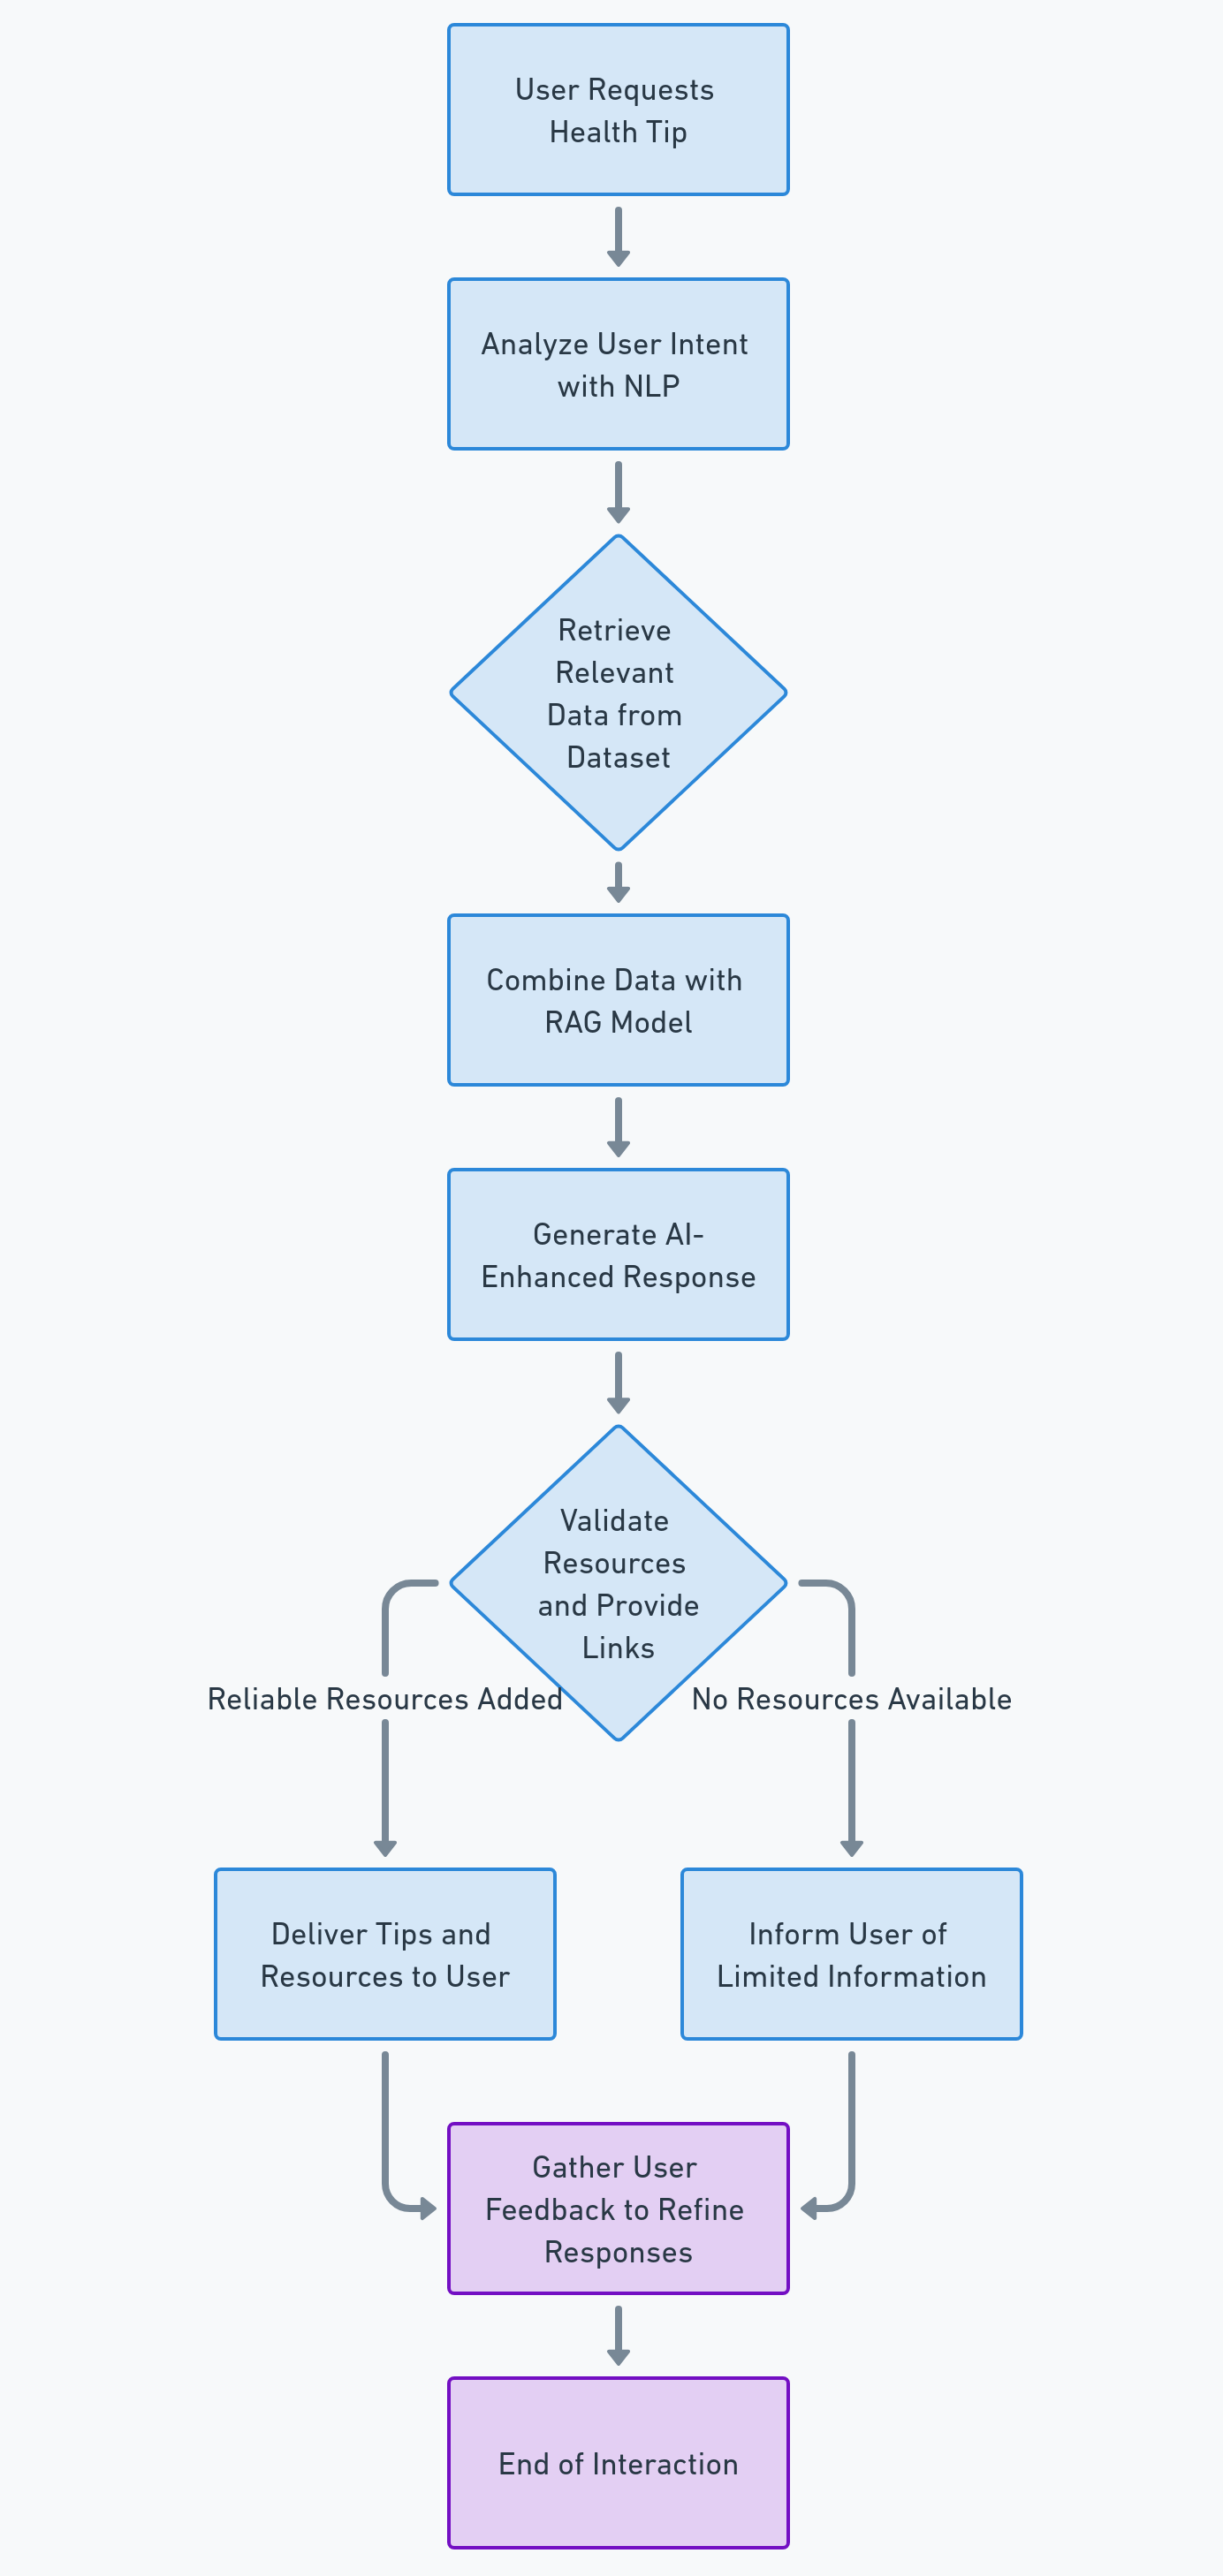 User Requests
Health Tip
Analyze User Intent
with NLP
Retrieve
Relevant
Data from
Dataset
Combine Data with
RAG Model
Generate AI-
Enhanced Response
Validate
Resources
and Provide
Links
Reliable Resources Added
No Resources Available
Deliver Tips and
Resources to User
Inform User of
Limited Information
Gather User
Feedback to Refine
Responses
End of Interaction